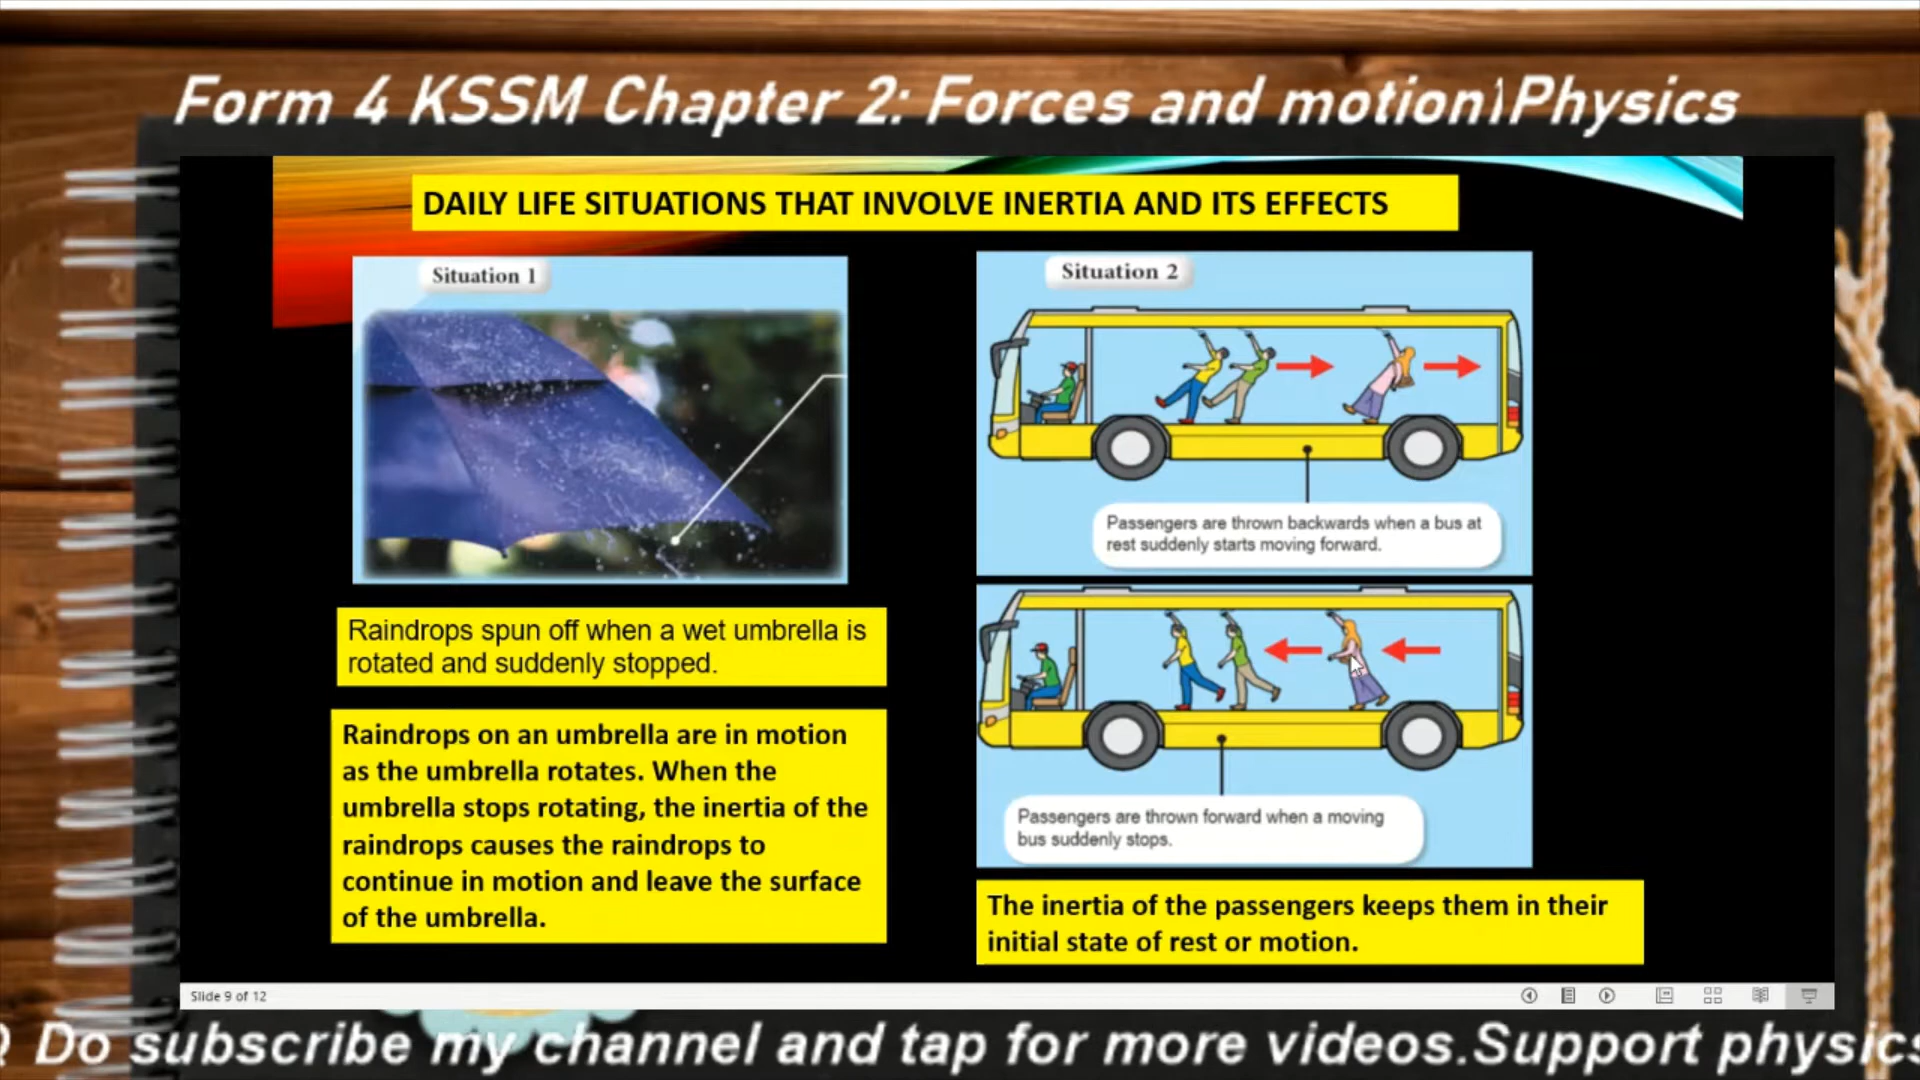 Form 4 KSSM Chapter 2: Forces and motion)Physics
DAILY LIFE SITUATIONS THAT INVOLVE INERTIA AND ITS EFFECTS
Situation 1
Raindrops spun off when a wet umbrella is
rotated and suddenly stopped.
Raindrops on an umbrella are in motion
as the umbrella rotates. When the
umbrella stops rotating, the inertia of the
raindrops causes the raindrops to
continue in motion and leave the surface
of the umbrella.
Situation 2
Passengers are thrown backwards when a bus at
rest suddenly starts moving forward.
Passengers are thrown forward when a moving
bus suddenly stops.
The inertia of the passengers keeps them in their
initial state of rest or motion.
Slide 9 of 12
Do subscribe my channel and tap for more videos.Support physics